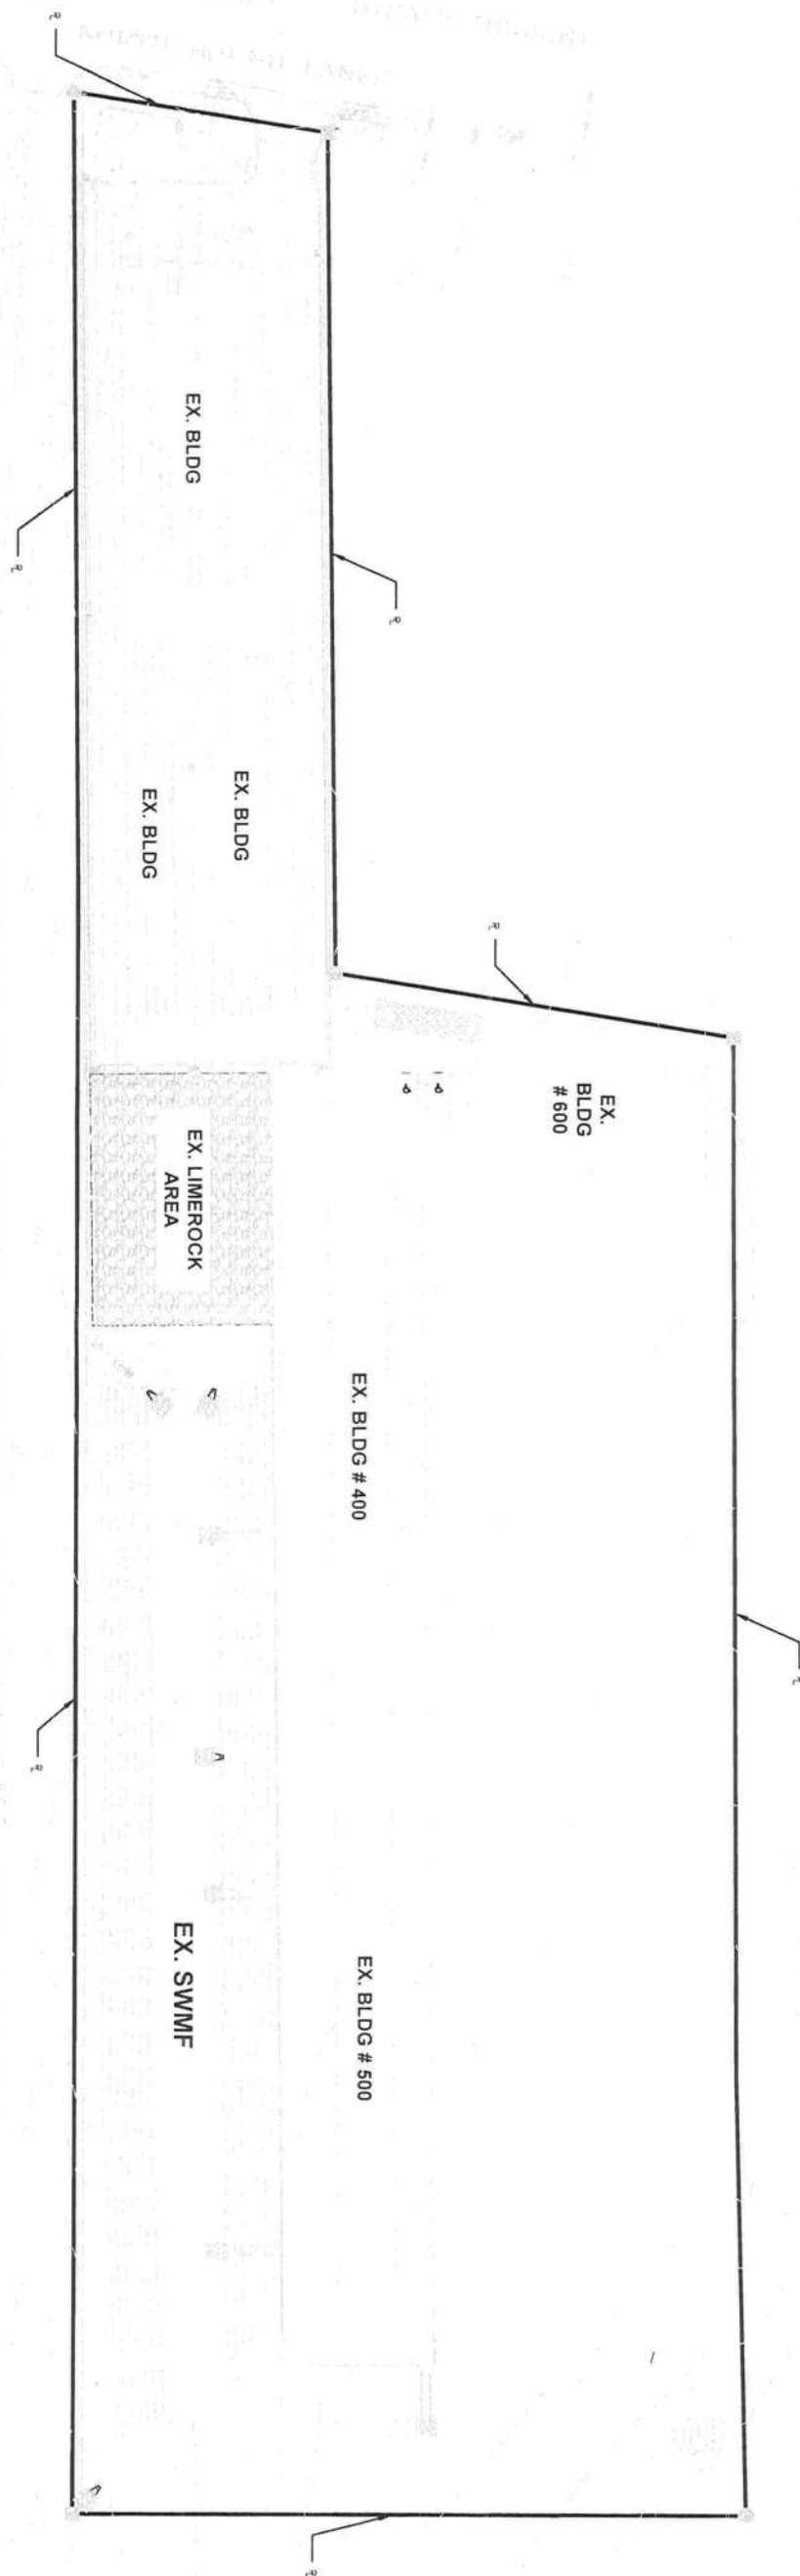 EX. BLDG
EX. BLDG
EX. BLDG
EX.
BLDG
# 600
EX. LIMEROCK
AREA
EX. BLDG # 400
EX. BLDG # 500
EX. SWMF